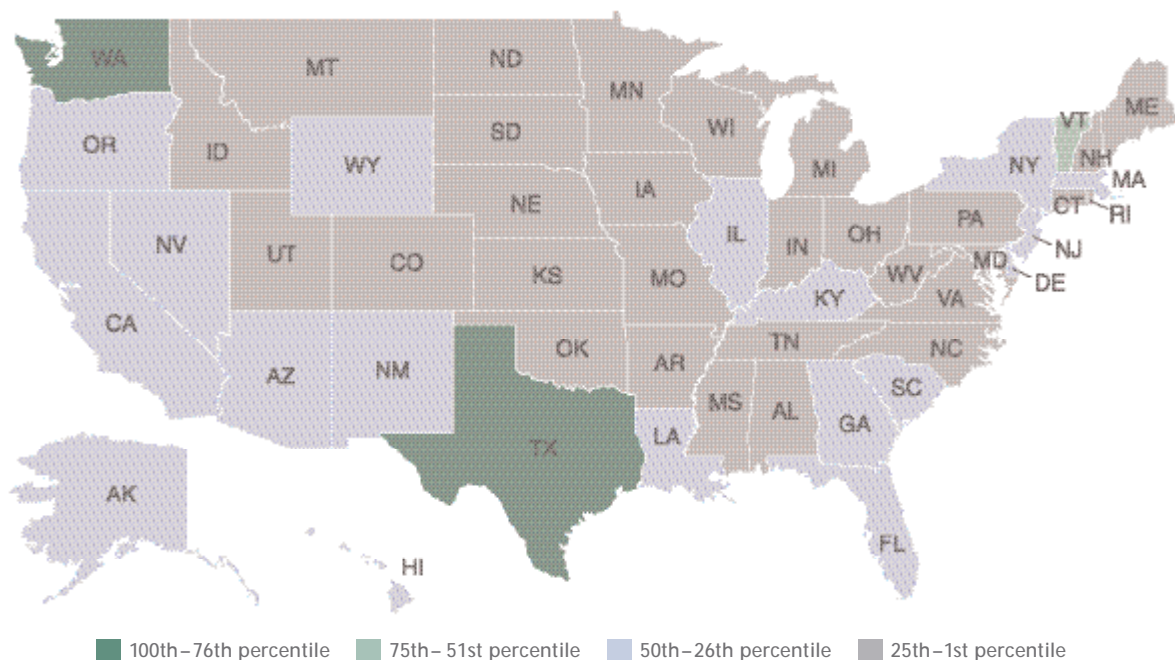 WA
MT
ND
MN
ME
VT
OR
ID
SD
WI
NH
WY
MI
NY
MA
NE
IA
CT
RI
PA
NV
IL
OH
NJ
UT
CO
IN
MD
KS
MO
WV
DE
KY
VA
CA
TN
NC
AZ
NM
OK
AR
SC
MS
AL
GA
LA
TX
AK
FL
HI
100th–76th percentile
75th–51st percentile
50th–26th percentile
25th–1st percentile